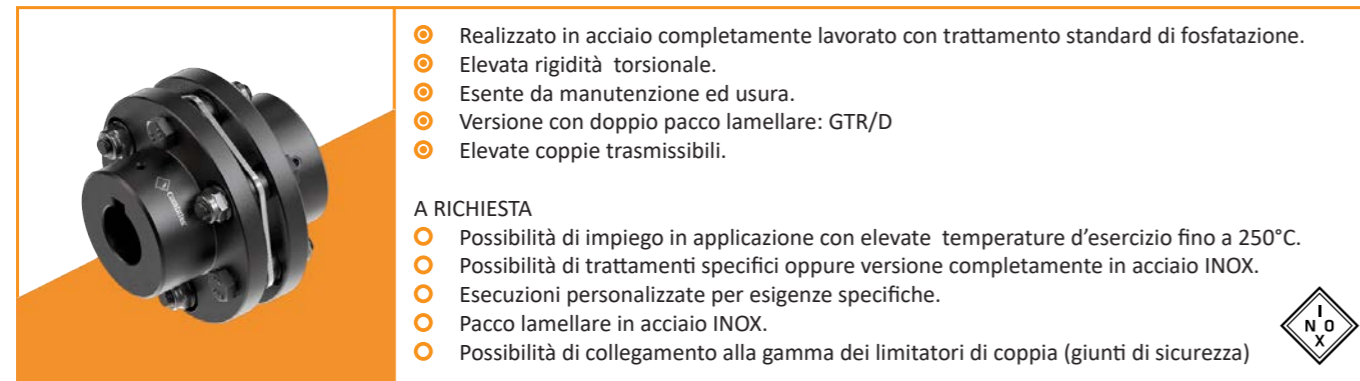 Realizzato in acciaio completamente lavorato con trattamento standard di fosfatazione.
Elevata rigidità torsionale.
Esente da manutenzione ed usura.
Versione con doppio pacco lamellare: GTR/D
Elevate coppie trasmissibili.
A RICHIESTA
Possibilità di impiego in applicazione con elevate temperature d’esercizio fino a 250°C.
Possibilità di trattamenti specifici oppure versione completamente in acciaio INOX.
Esecuzioni personalizzate per esigenze specifiche.
Pacco lamellare in acciaio INOX.
Possibilità di collegamento alla gamma dei limitatori di coppia (giunti di sicurezza)
I
N O
X